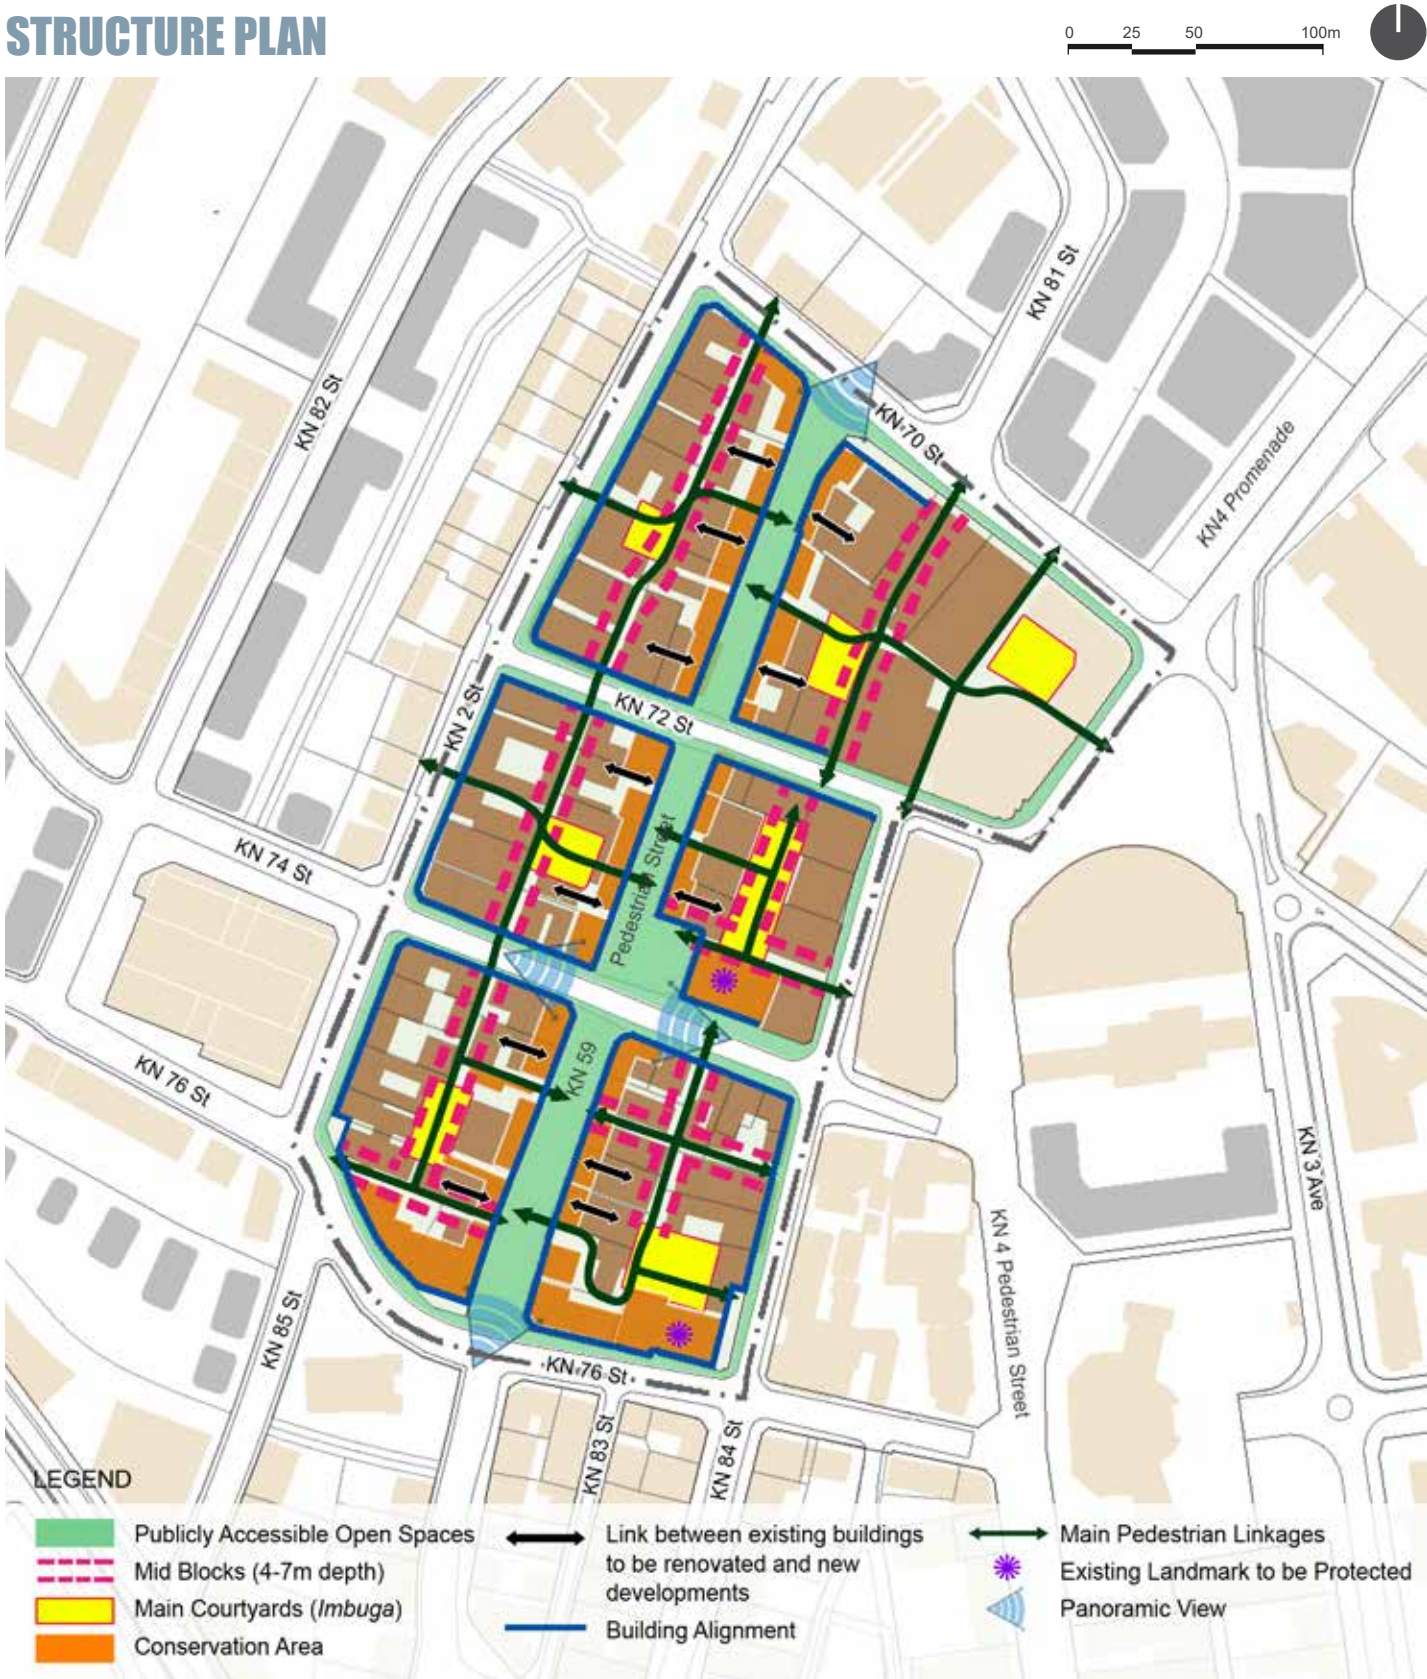 STRUCTURE PLAN
0 25 50 100m
KN 81 St
KN 82 St
KN 70 St
KN4 Promenade
KN 2 St
KN 72 St
Pedestrian Street
KN 74 St
KN 59
KN 76 St
KN 3 Ave
KN 4 Pedestrian Street
KN 85 St
KN 76 St
KN 83 St
KN 84 St
LEGEND
Publicly Accessible Open Spaces
Mid Blocks (4-7m depth)
Main Courtyards (Imbuga)
Conservation Area
Link between existing buildings
to be renovated and new
developments
Building Alignment
Main Pedestrian Linkages
Existing Landmark to be Protected
Panoramic View